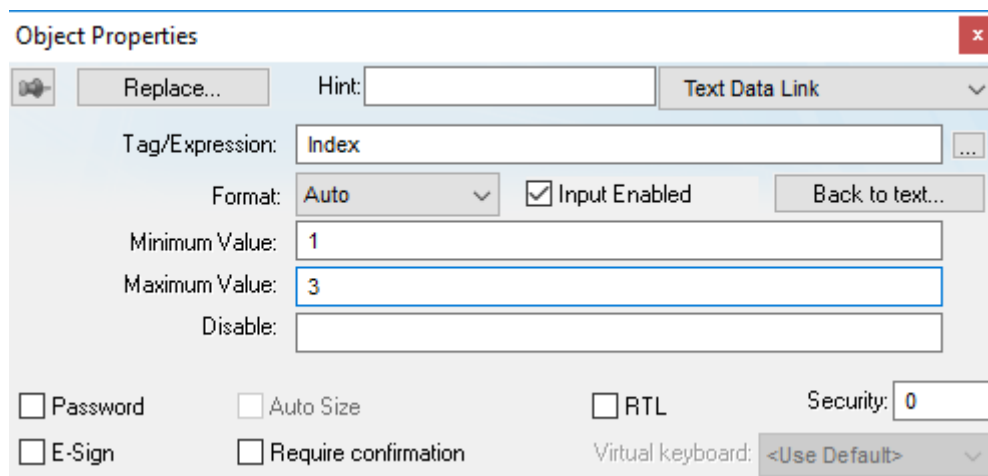 Object Properties x
Replace... Hint: Text Data Link
Tag/Expression: Index ...
Format: Auto Input Enabled Back to text...
Minimum Value: 1
Maximum Value: 3
Disable:
Password Auto Size RTL Security: 0
E-Sign Require confirmation Virtual keyboard: <Use Default>